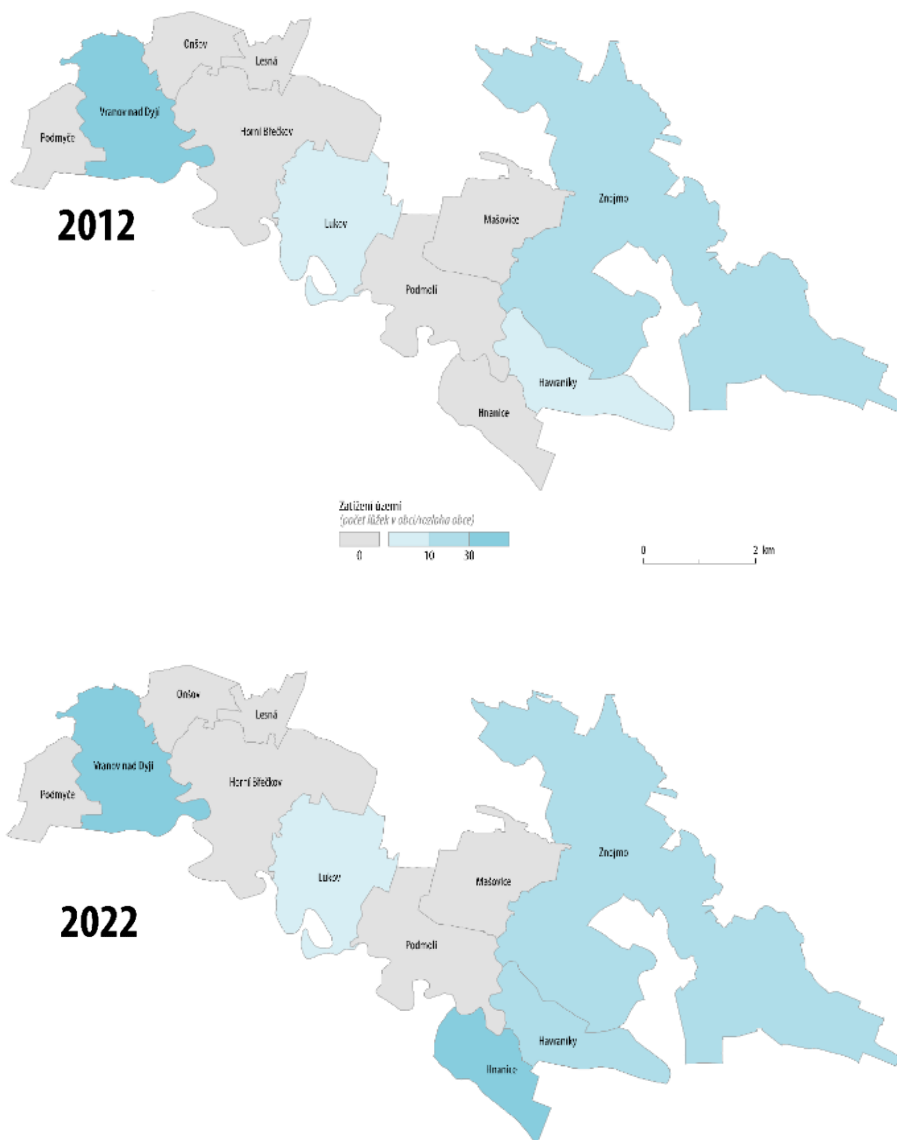 Onšov
Lesná
Vranov nad Dyjí
Horní Břečkov
Podmyče
Znojmo
Mašovice
2012
Lukov
Podmolí
Havraníky
Hnanice
Zatížení území
(počet lůžek v obci/rozloha obce)
0 10 30
0 2 km
Onšov
Lesná
Vranov nad Dyjí
Horní Břečkov
Podmyče
Znojmo
Lukov
Mašovice
2022
Podmolí
Havraníky
Hnanice